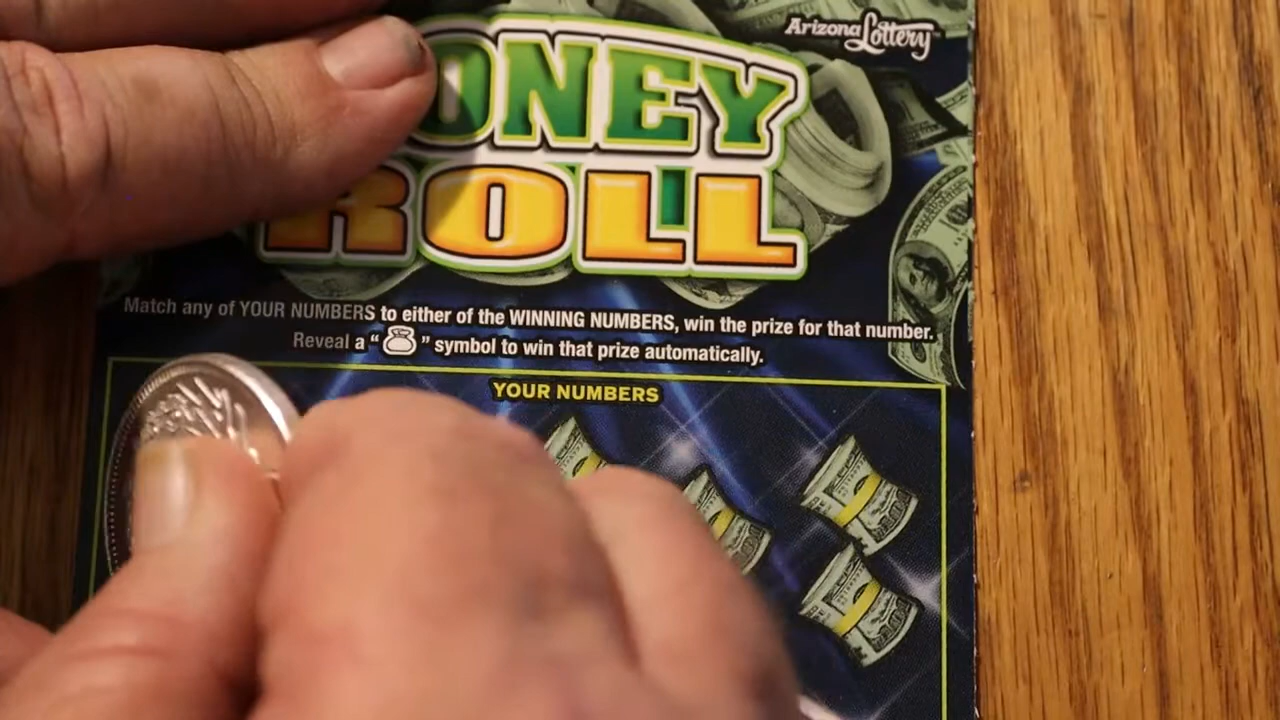 Arizona Lottery™
ONEY
ROLL
Match any of YOUR NUMBERS to either of the WINNING NUMBERS, win the prize for that number.
Reveal a “ ” symbol to win that prize automatically.
YOUR NUMBERS